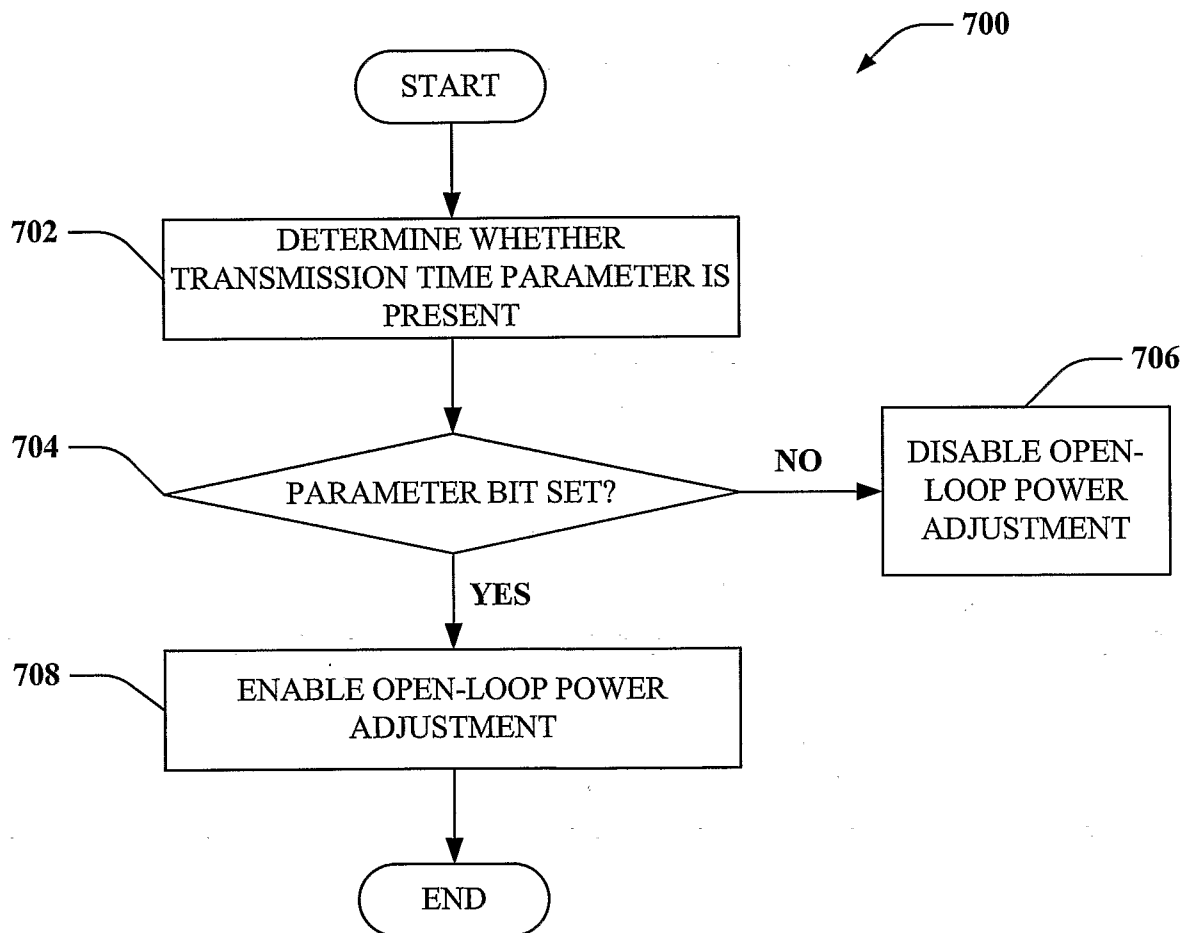 700
START
702
DETERMINE WHETHER
TRANSMISSION TIME PARAMETER IS
PRESENT
706
704
PARAMETER BIT SET?
NO
DISABLE OPEN-
LOOP POWER
ADJUSTMENT
YES
708
ENABLE OPEN-LOOP POWER
ADJUSTMENT
END